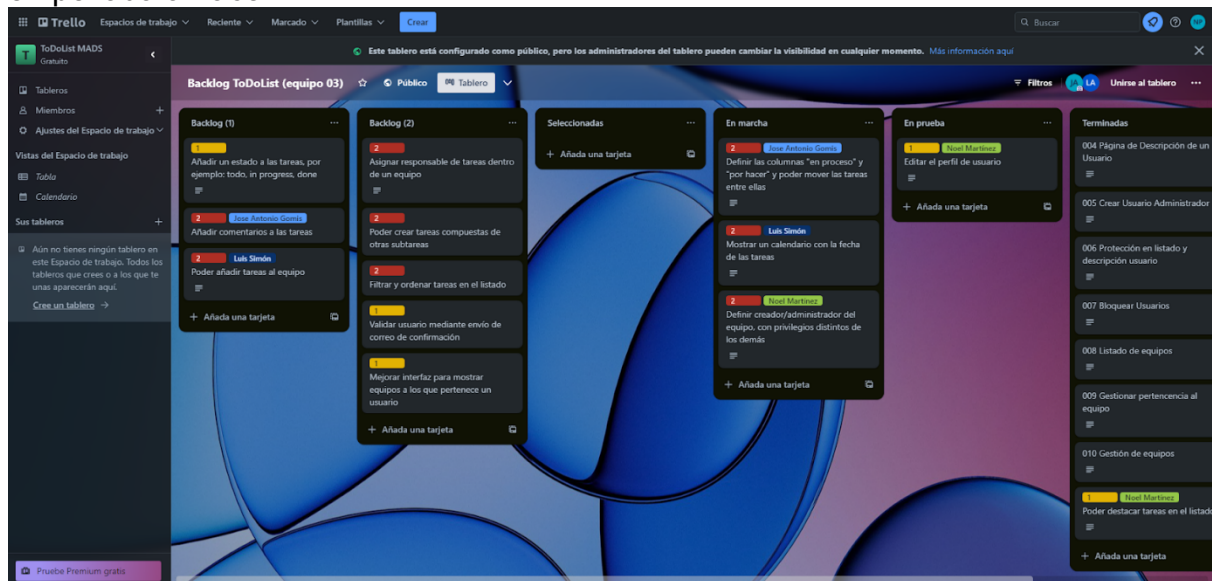 Trello Espacios de trabajo Reciente Marcado Plantillas Crear Buscar NP
T ToDoList MADS
Gratuito
Este tablero está configurado como público, pero los administradores del tablero pueden cambiar la visibilidad en cualquier momento. Más información aquí
Tableros
Miembros
Ajustes del Espacio de trabajo
Vistas del Espacio de trabajo
Tabla
Calendario
Sus tableros
Aún no tienes ningún tablero en
este Espacio de trabajo. Todos los
tableros que crees o a los que te
unas aparecerán aquí.
Cree un tablero
Pruebe Premium gratis
Backlog ToDoList (equipo 03) Público Tablero Filtros LA Unirse al tablero
Backlog (1)
1
Añadir un estado a las tareas, por
ejemplo: todo, in progress, done
2 Jose Antonio Gomis
Añadir comentarios a las tareas
2 Luis Simón
Poder añadir tareas al equipo
Añada una tarjeta
Backlog (2)
2
Asignar responsable de tareas dentro
de un equipo
2
Poder crear tareas compuestas de
otras subtareas
2
Filtrar y ordenar tareas en el listado
1
Validar usuario mediante envío de
correo de confirmación
1
Mejorar interfaz para mostrar
equipos a los que pertenece un
usuario
Añada una tarjeta
Seleccionadas
Añada una tarjeta
En marcha
2 Jose Antonio Gomis
Definir las columnas "en proceso" y
"por hacer" y poder mover las tareas
entre ellas
2 Luis Simón
Mostrar un calendario con la fecha
de las tareas
2 Noel Martinez
Definir creador/administrador del
equipo, con privilegios distintos de
los demás
Añada una tarjeta
En prueba
1 Noel Martinez
Editar el perfil de usuario
Añada una tarjeta
Terminadas
004 Página de Descripción de un
Usuario
005 Crear Usuario Administrador
006 Protección en listado y
descripción usuario
007 Bloquear Usuarios
008 Listado de equipos
009 Gestionar pertencencia al
equipo
010 Gestión de equipos
1 Noel Martinez
Poder destacar tareas en el listado
Añada una tarjeta